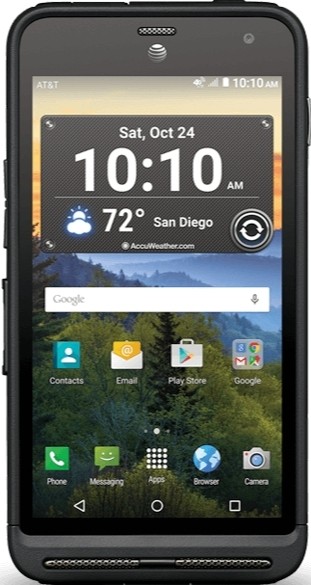 AT&T
10:10 AM
Sat, Oct 24
10:10 AM
72° San Diego
AccuWeather.com
Google
Contacts
Email
Play Store
Google
Phone
Messaging
Apps
Browser
Camera